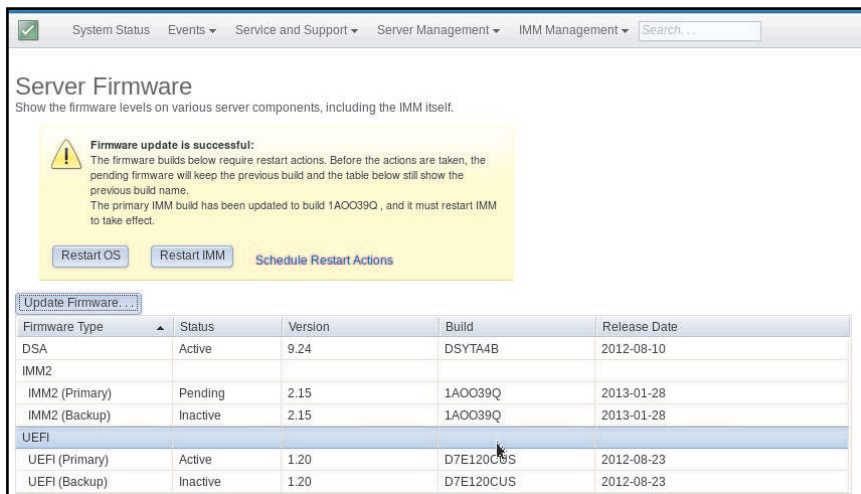 System Status Events Service and Support Server Management IMM Management Search...
Server Firmware
Show the firmware levels on various server components, including the IMM itself.
Firmware update is successful:
The firmware builds below require restart actions. Before the actions are taken, the
pending firmware will keep the previous build and the table below still show the
previous build name.
The primary IMM build has been updated to build 1AOO39Q , and it must restart IMM
to take effect.
Restart OS Restart IMM Schedule Restart Actions
Update Firmware...
Firmware Type Status Version Build Release Date
DSA Active 9.24 DSYTA4B 2012-08-10
IMM2
IMM2 (Primary) Pending 2.15 1AOO39Q 2013-01-28
IMM2 (Backup) Inactive 2.15 1AOO39Q 2013-01-28
UEFI
UEFI (Primary) Active 1.20 D7E120CUS 2012-08-23
UEFI (Backup) Inactive 1.20 D7E120CUS 2012-08-23